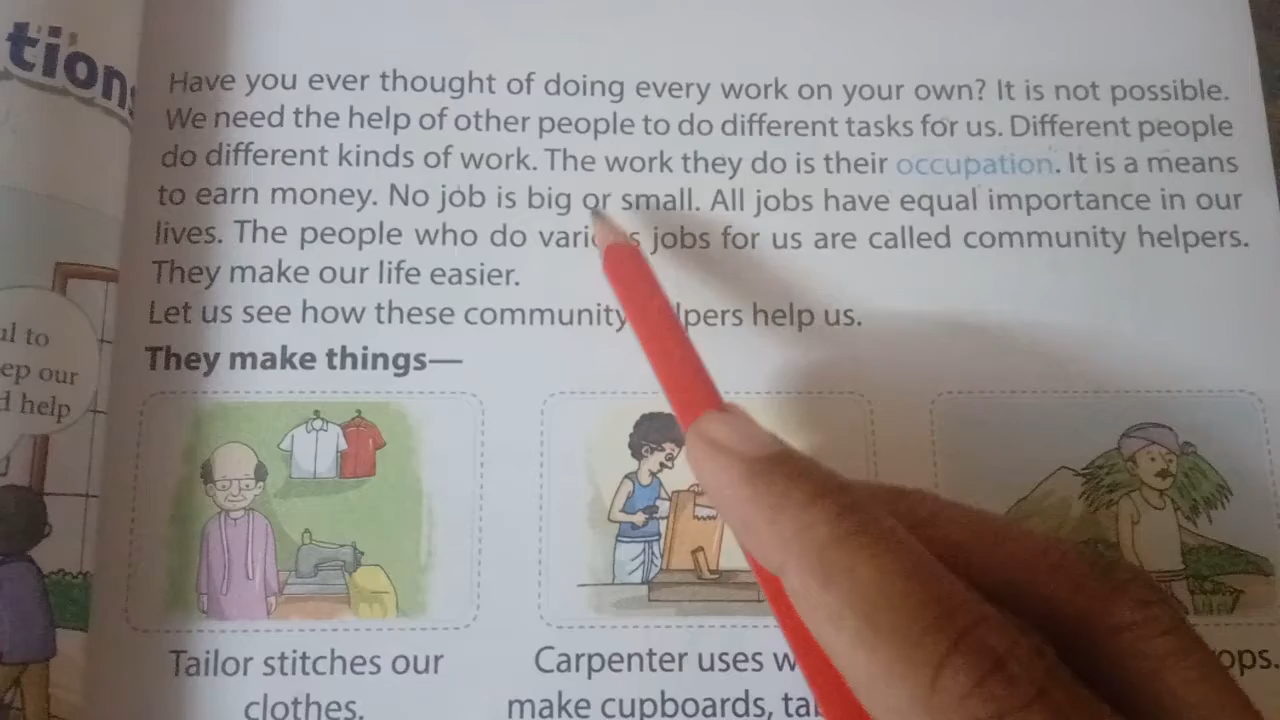 tions
Have you ever thought of doing every work on your own? It is not possible.
We need the help of other people to do different tasks for us. Different people
do different kinds of work. The work they do is their occupation. It is a means
to earn money. No job is big or small. All jobs have equal importance in our
lives. The people who do various jobs for us are called community helpers.
They make our life easier.
Let us see how these community helpers help us.
They make things—
ul to
ep our
d help
Tailor stitches our
clothes.
Carpenter uses
make cupboards,
ops.